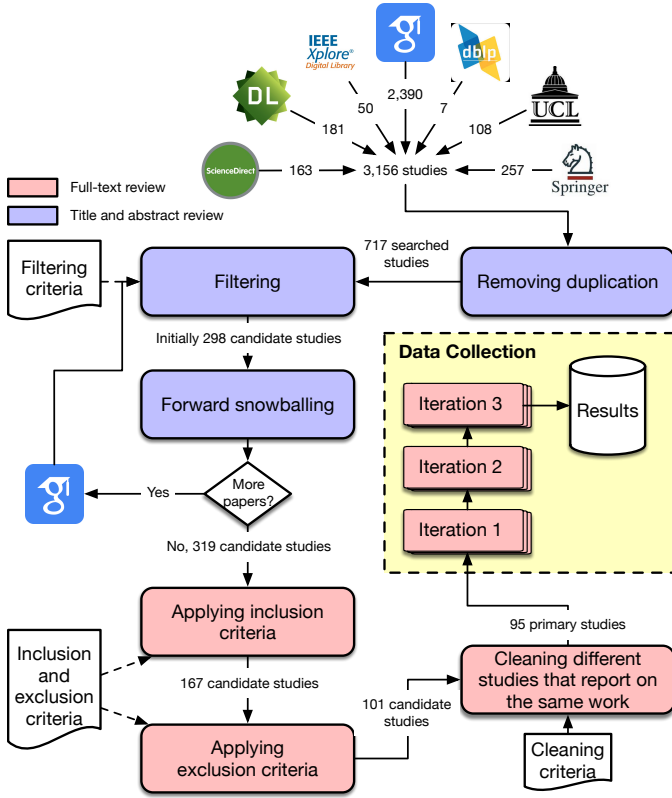 IEEE
Xplore®
Digital Library
dblp
DL
UCL
2,390
50
7
181
108
ScienceDirect
163
3,156 studies
257
Springer
Full-text review
Title and abstract review
717 searched
studies
Filtering
criteria
Filtering
Removing duplication
Initially 298 candidate studies
Data Collection
Forward snowballing
Iteration 3
Results
Iteration 2
More
papers?
Yes
Iteration 1
No, 319 candidate studies
Applying inclusion
criteria
95 primary studies
Inclusion and
exclusion
criteria
167 candidate studies
Cleaning different
studies that report on
the same work
101 candidate
studies
Applying
exclusion criteria
Cleaning
criteria